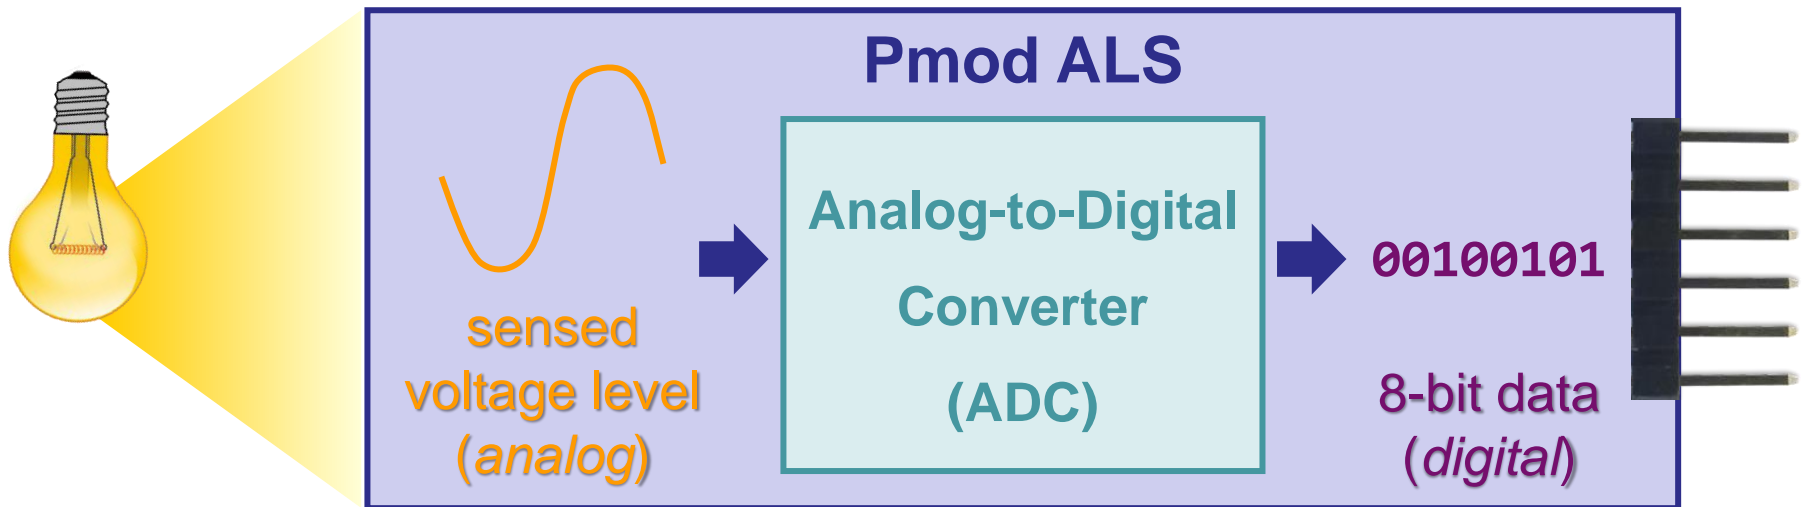 Pmod ALS
sensed
voltage level
(analog)
Analog-to-Digital
Converter
(ADC)
00100101
8-bit data
(digital)